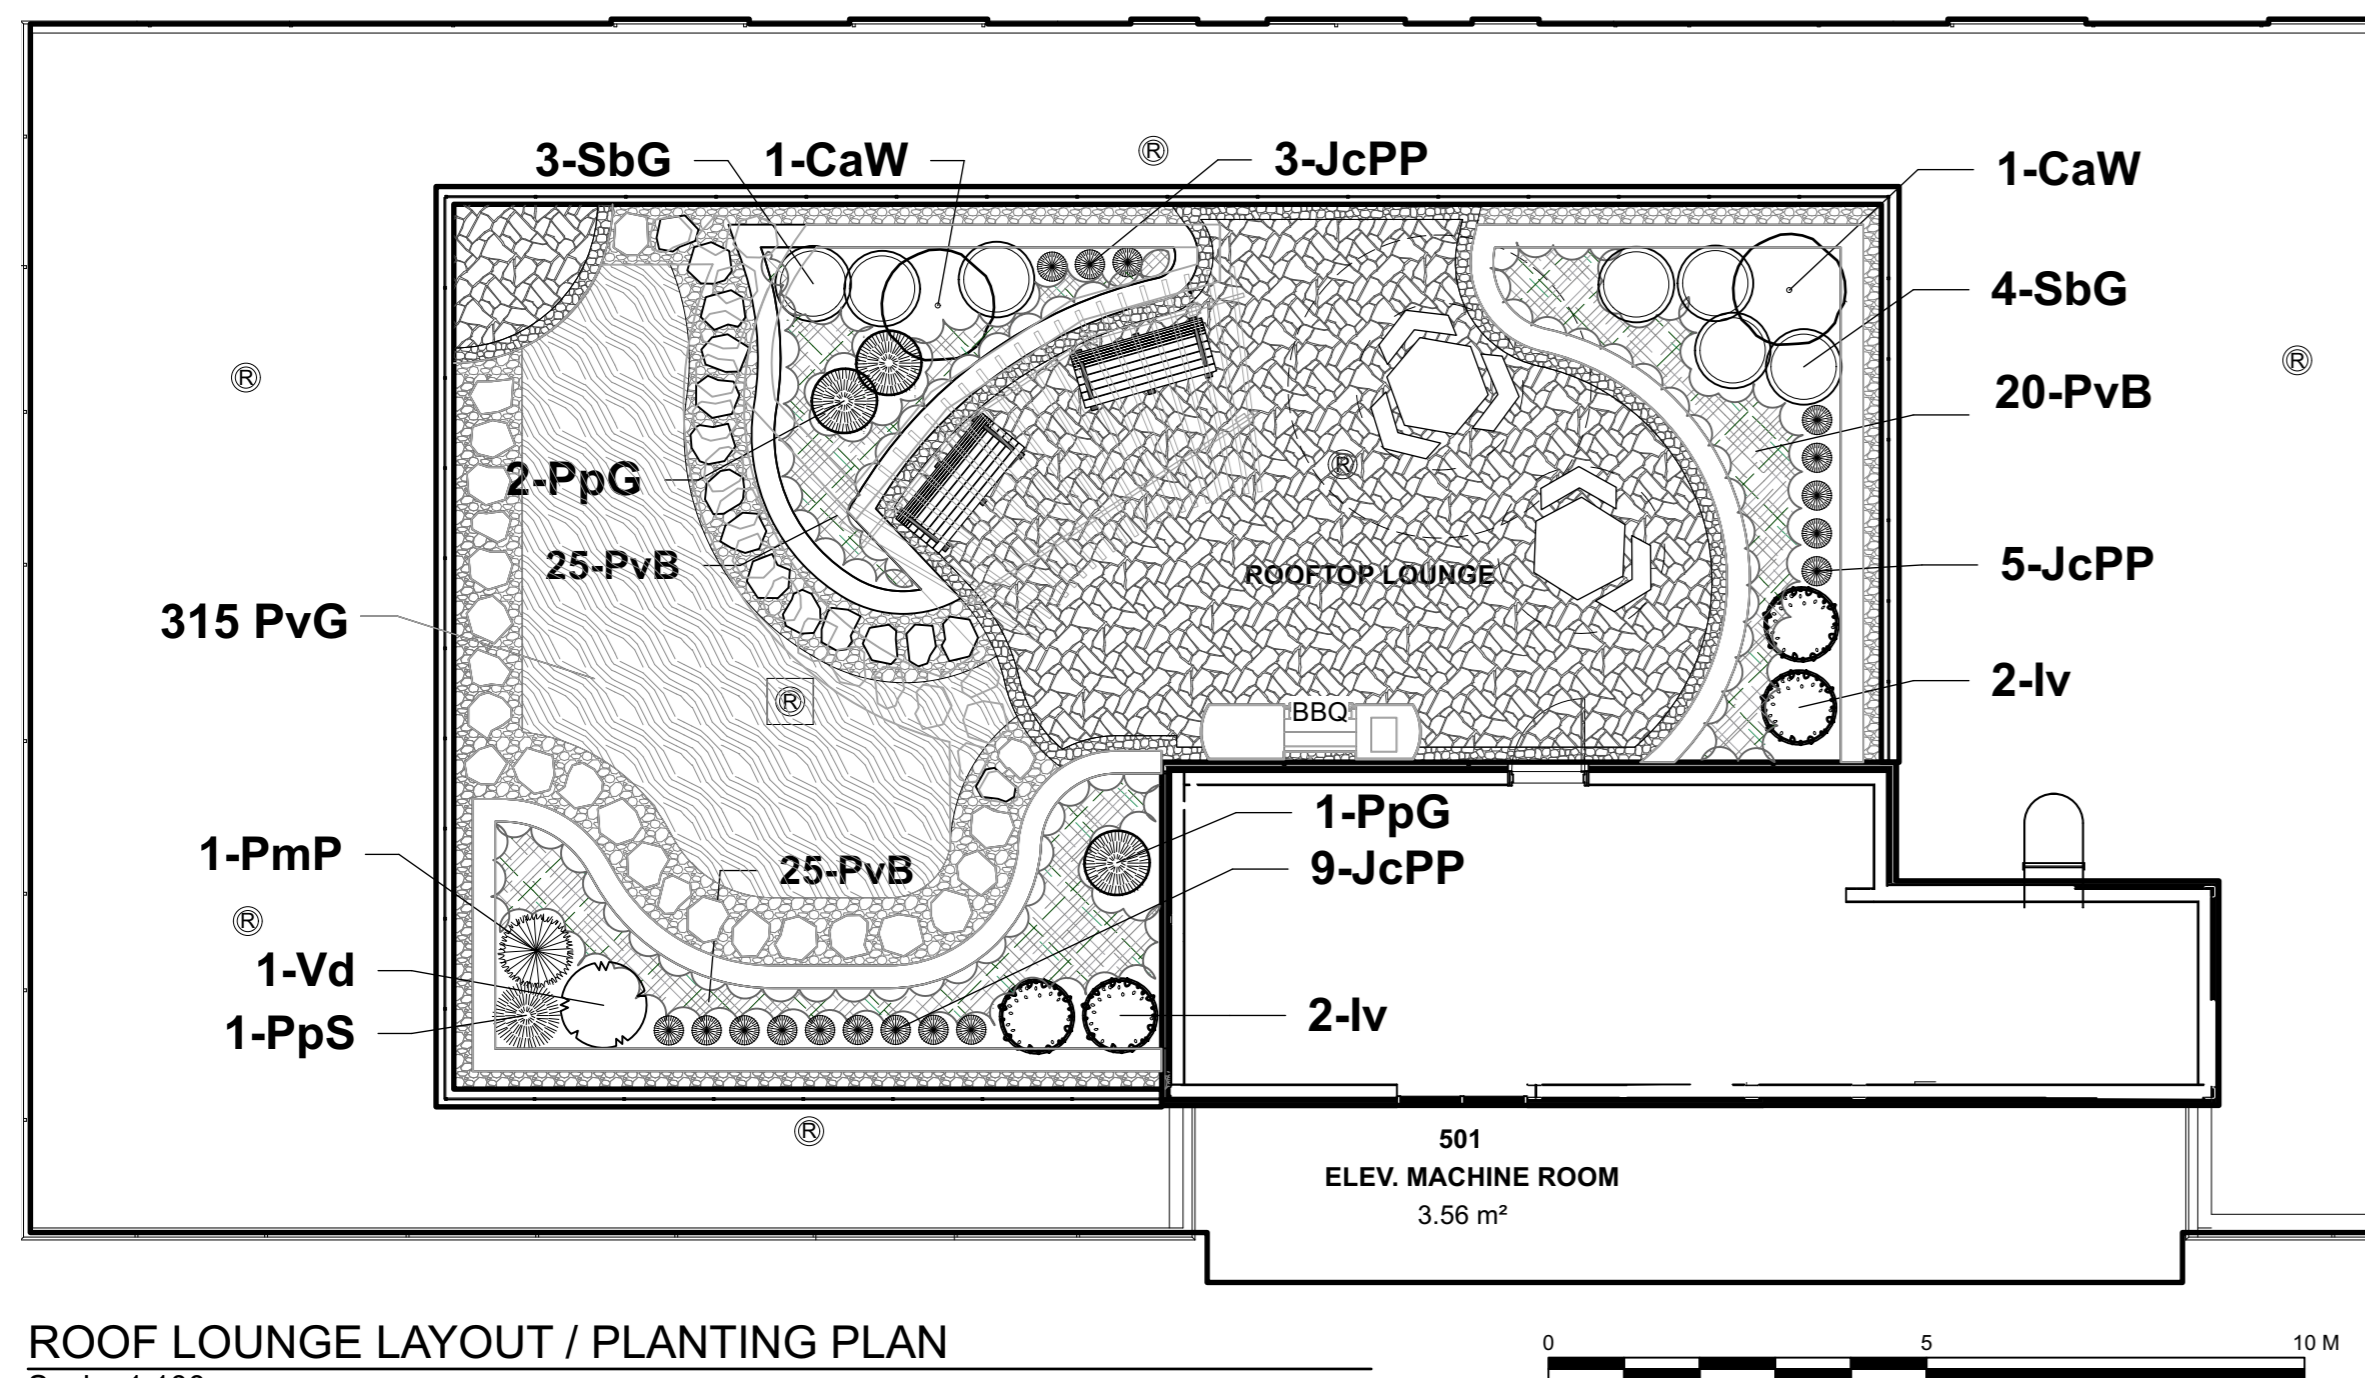 3-SbG
1-CaW
Ⓡ
3-JcPP
1-CaW
4-SbG
Ⓡ
Ⓡ
20-PvB
Ⓡ
2-PpG
25-PvB
ROOFTOP LOUNGE
5-JcPP
315 PvG
2-Iv
Ⓡ
BBQ
1-PpG
1-PmP
25-PvB
9-JcPP
Ⓡ
1-Vd
2-Iv
1-PpS
Ⓡ
501
ELEV. MACHINE ROOM
3.56 m²
ROOF LOUNGE LAYOUT / PLANTING PLAN
0 5 10 M